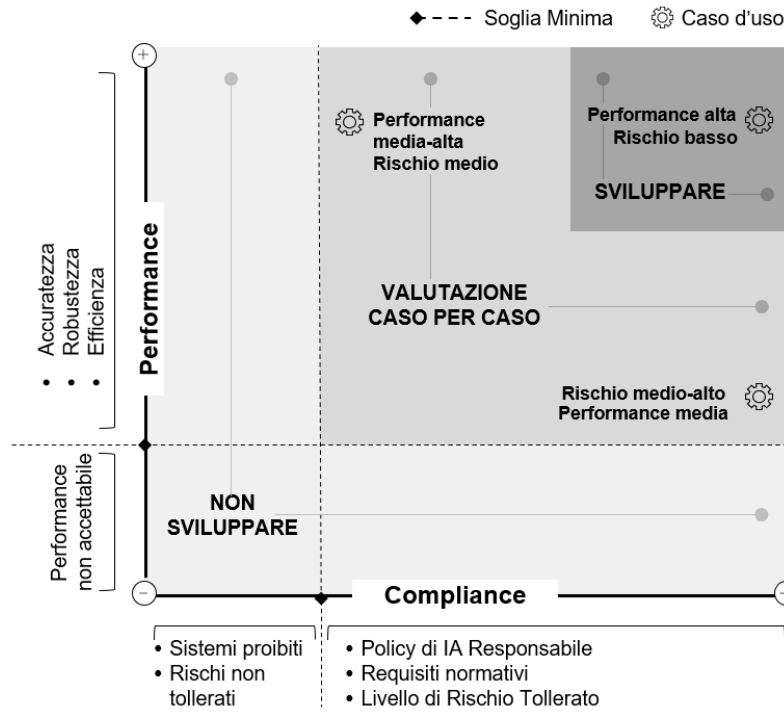 Soglia Minima
Caso d'uso
Performance
media-alta
Rischio medio
Performance alta
Rischio basso
SVILUPPARE
VALUTAZIONE
CASO PER CASO
Rischio medio-alto
Performance media
NON
SVILUPPARE
Performance
• Accuratezza
• Robustezza
• Efficienza
Performance
non accettabile
Compliance
• Sistemi proibiti
• Rischi non
tollerati
• Policy di IA Responsabile
• Requisiti normativi
• Livello di Rischio Tollerato